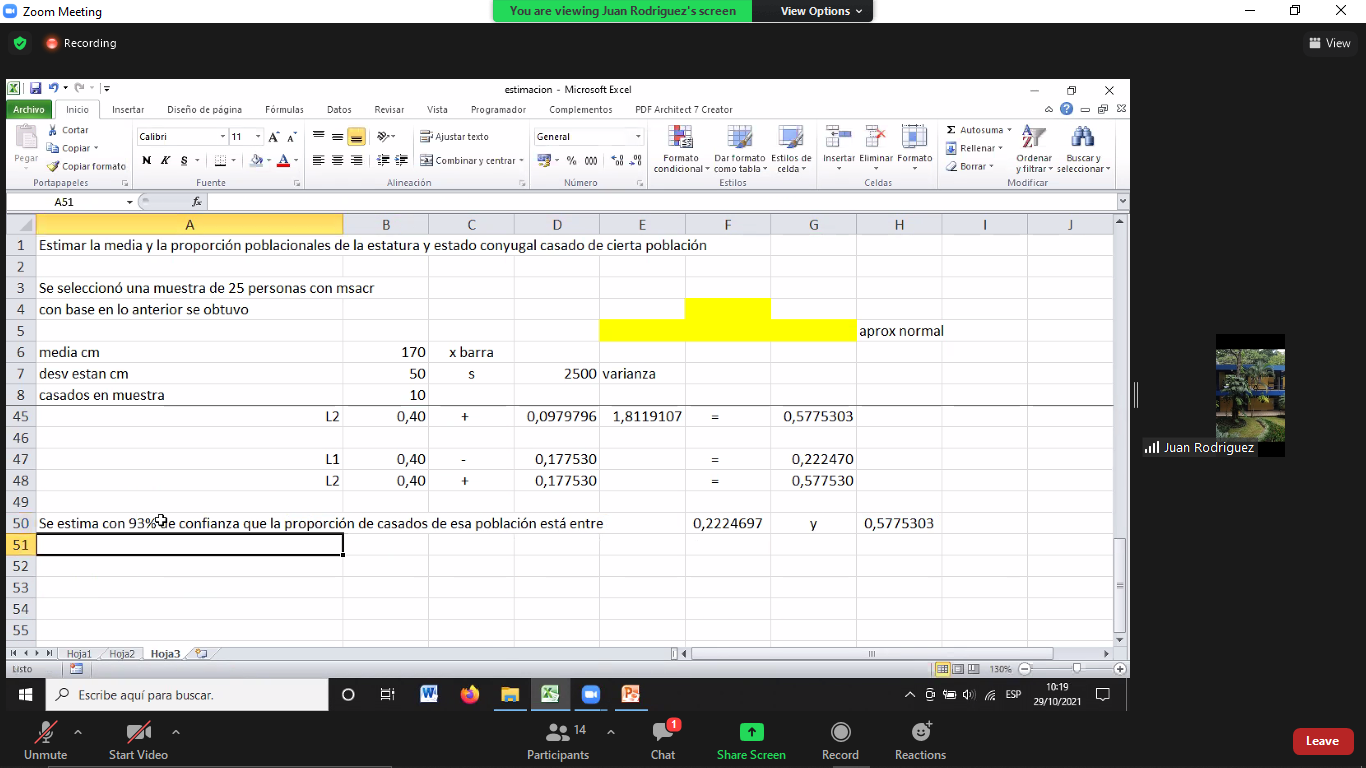 Zoom Meeting
You are viewing Juan Rodriguez's screen
View Options
Recording
View
estimacion - Microsoft Excel
Archivo Inicio Insertar Diseño de página Fórmulas Datos Revisar Vista Programador Complementos PDF Architect 7 Creator
Pegar
Cortar
Copiar
Copiar formato
Portapapeles
Calibri 11
N K S
Fuente
Ajustar texto
Combinar y centrar
Alineación
General
% 000
Número
Formato condicional
Dar formato como tabla
Estilos de celda
Estilos
Insertar Eliminar Formato
Celdas
Σ Autosuma
Rellenar
Borrar
Ordenar y filtrar
Buscar y seleccionar
Modificar
A51 fx
A B C D E F G H I J
1 Estimar la media y la proporción poblacionales de la estatura y estado conyugal casado de cierta población
2
3 Se seleccionó una muestra de 25 personas con msacr
4 con base en lo anterior se obtuvo
5 aprox normal
6 media cm 170 x barra
7 desv estan cm 50 s 2500 varianza
8 casados en muestra 10
45 L2 0,40 + 0,0979796 1,8119107 = 0,5775303
46
47 L1 0,40 - 0,177530 = 0,222470
48 L2 0,40 + 0,177530 = 0,577530
49
50 Se estima con 93% de confianza que la proporción de casados de esa población está entre 0,2224697 y 0,5775303
51
52
53
54
55
Hoja1 Hoja2 Hoja3
Listo 130%
Escribe aquí para buscar.
ESP
10:19
29/10/2021
Juan Rodriguez
Unmute
Start Video
Participants 14
Chat 1
Share Screen
Record
Reactions
Leave